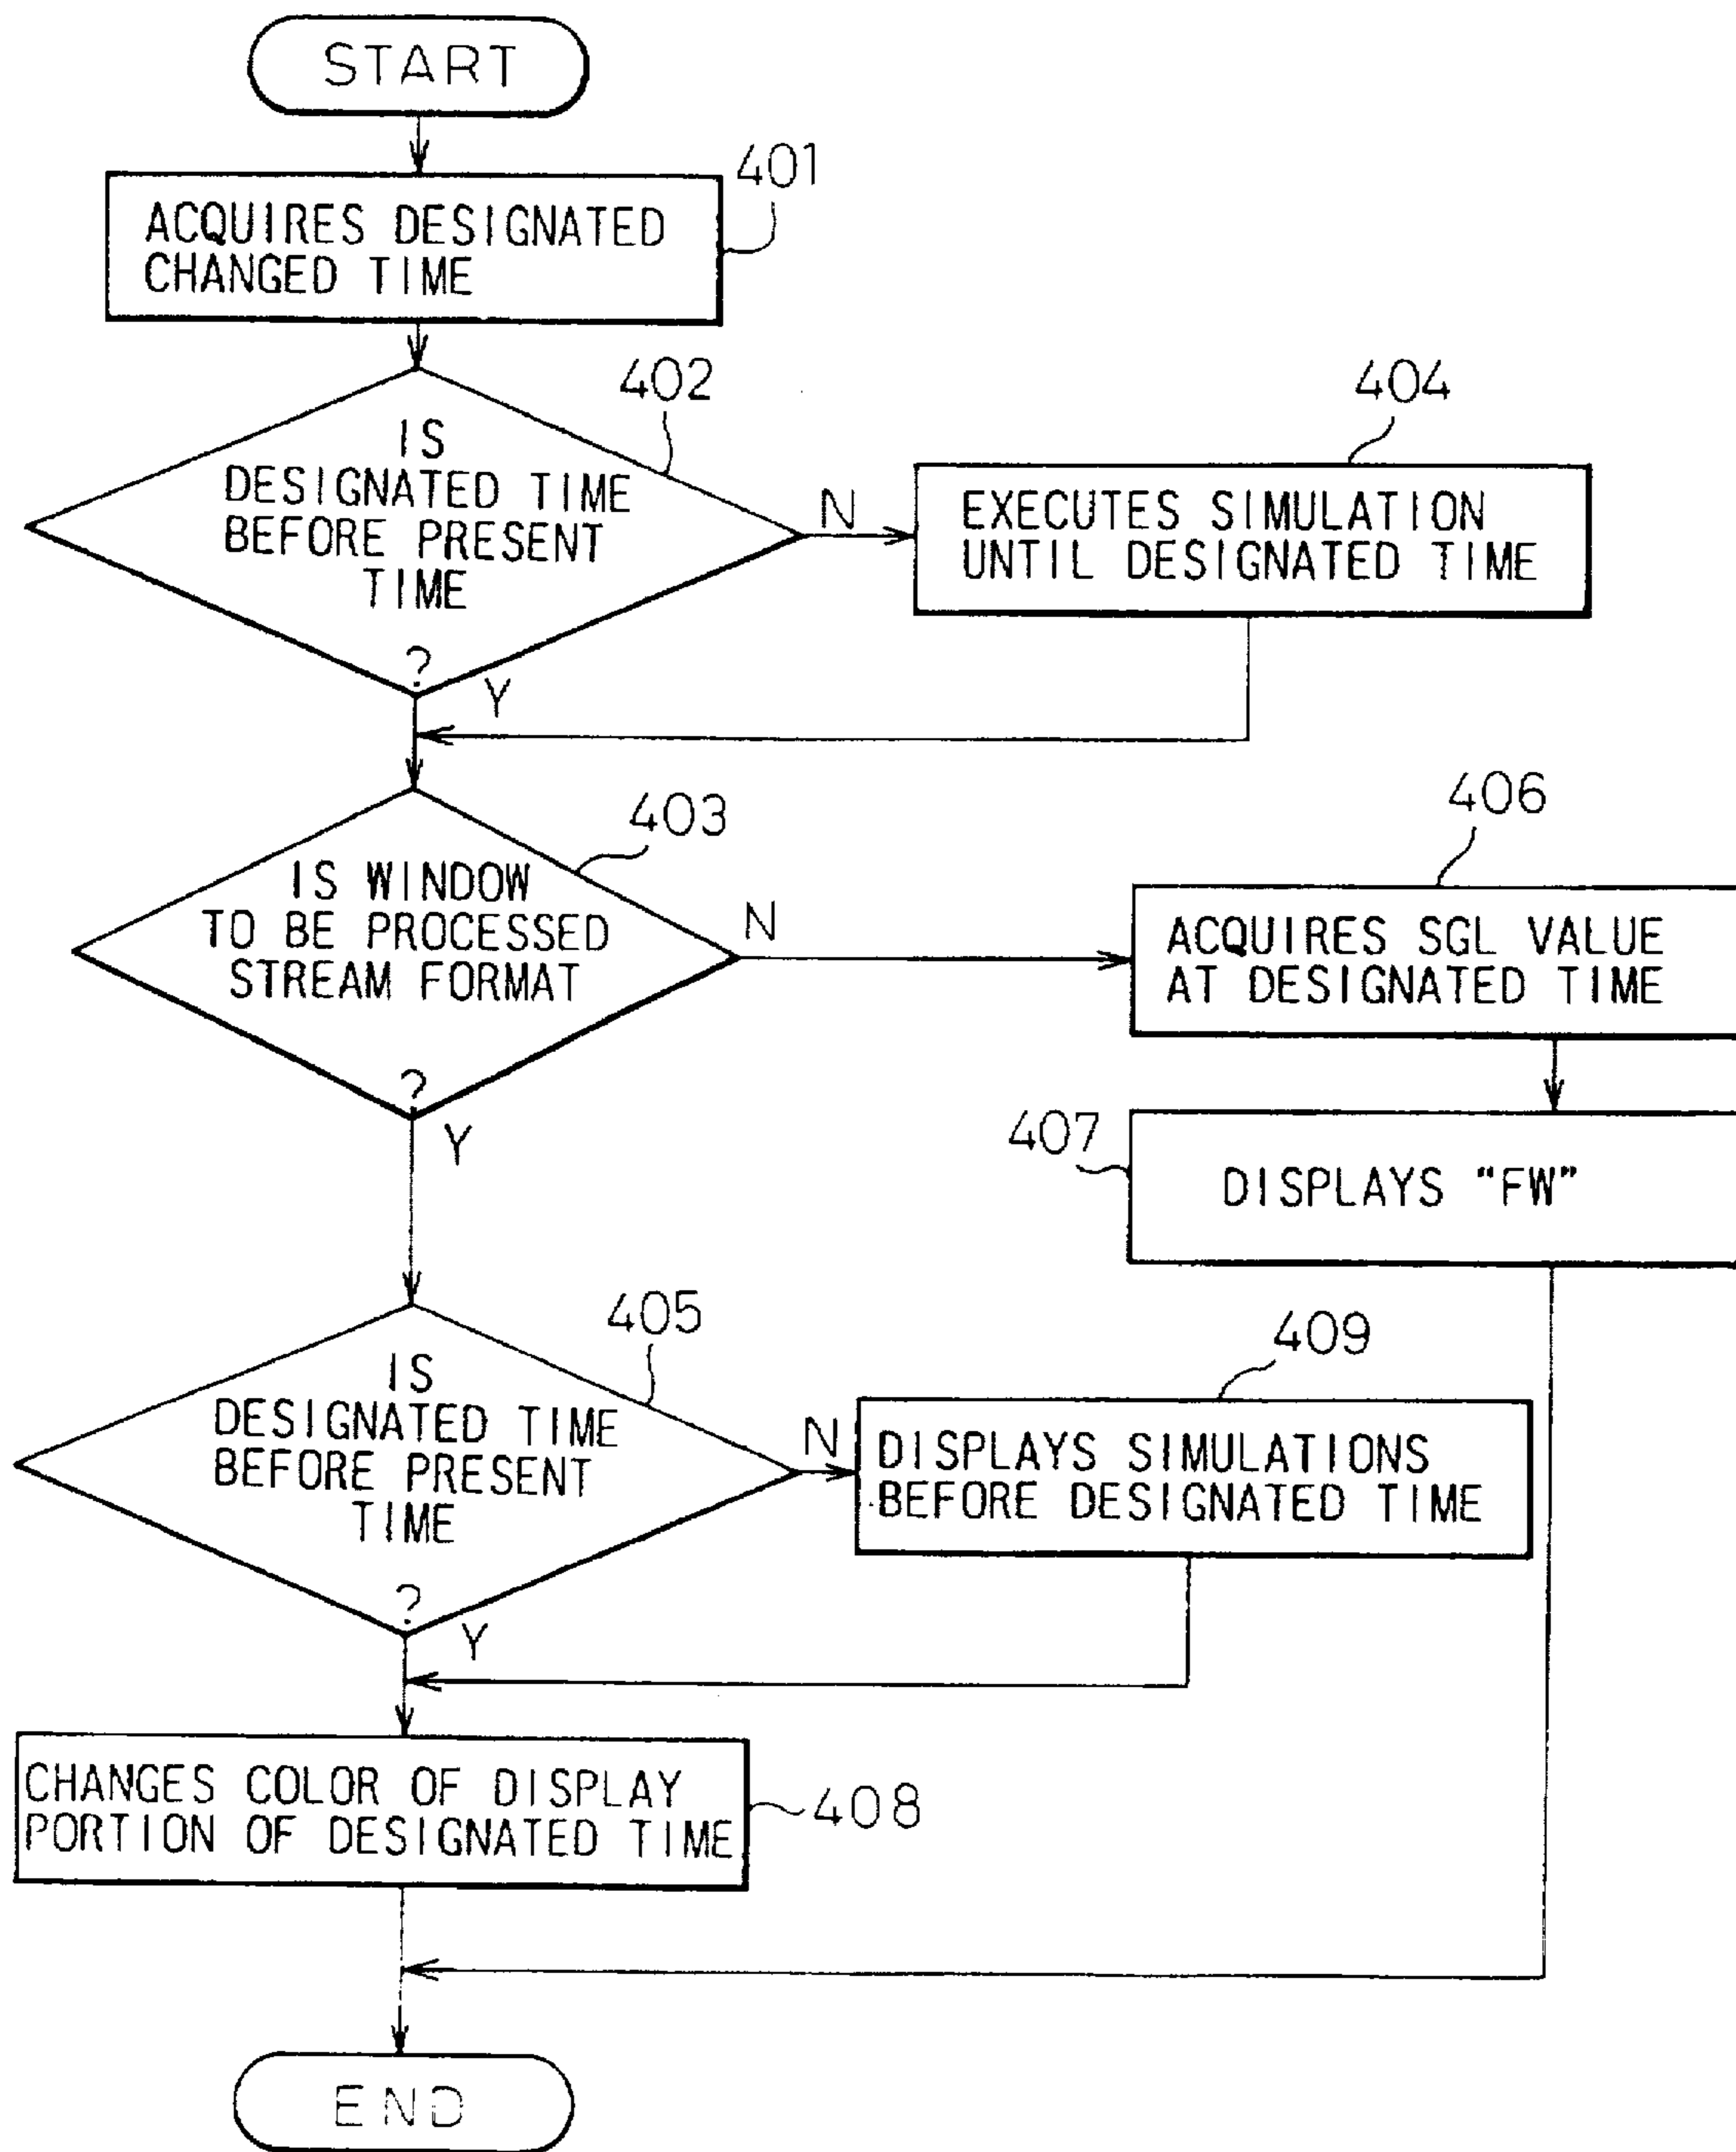 START
401
ACQUIRES DESIGNATED
CHANGED TIME
402
IS
DESIGNATED TIME
BEFORE PRESENT
TIME
?
N
Y
404
EXECUTES SIMULATION
UNTIL DESIGNATED TIME
403
IS WINDOW
TO BE PROCESSED
STREAM FORMAT
?
N
Y
406
ACQUIRES SGL VALUE
AT DESIGNATED TIME
407
DISPLAYS "FW"
405
IS
DESIGNATED TIME
BEFORE PRESENT
TIME
?
N
Y
409
DISPLAYS SIMULATIONS
BEFORE DESIGNATED TIME
CHANGES COLOR OF DISPLAY
PORTION OF DESIGNATED TIME
408
END